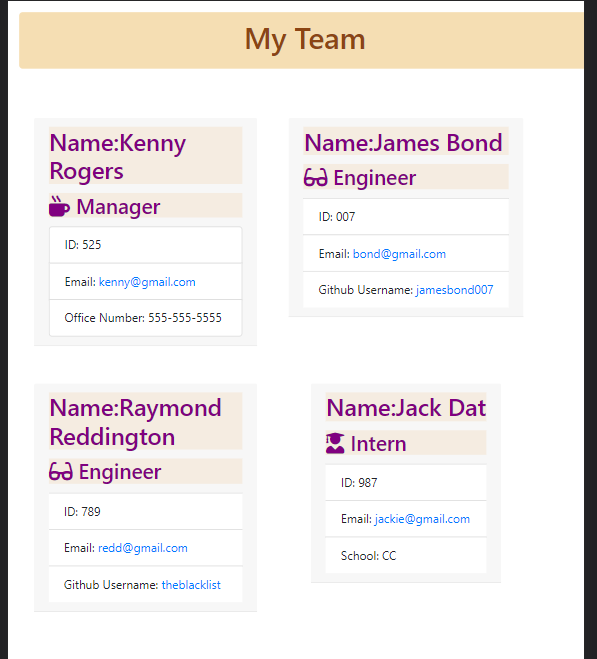 My Team
Name:Kenny
Rogers
Manager
ID: 525
Email: kenny@gmail.com
Office Number: 555-555-5555
Name:James Bond
Engineer
ID: 007
Email: bond@gmail.com
Github Username: jamesbond007
Name:Raymond
Reddington
Engineer
ID: 789
Email: redd@gmail.com
Github Username: theblacklist
Name:Jack Dat
Intern
ID: 987
Email: jackie@gmail.com
School: CC